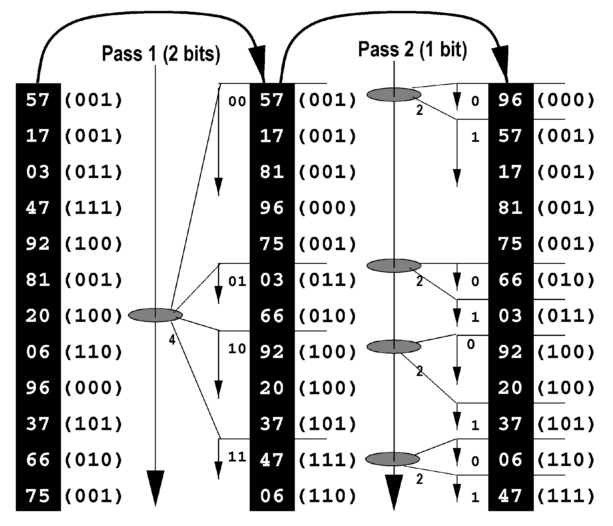 Pass 1 (2 bits) Pass 2 (1 bit)
57 (001) 00 57 (001) 2 0 96 (000)
17 (001) 17 (001) 1 57 (001)
03 (011) 81 (001) 17 (001)
47 (111) 96 (000) 81 (001)
92 (100) 75 (001) 75 (001)
81 (001) 01 03 (011) 2 0 66 (010)
20 (100) 66 (010) 1 03 (011)
06 (110) 4 10 92 (100) 0 92 (100)
96 (000) 20 (100) 2 20 (100)
37 (101) 37 (101) 1 37 (101)
66 (010) 11 47 (111) 0 06 (110)
75 (001) 06 (110) 2 1 47 (111)